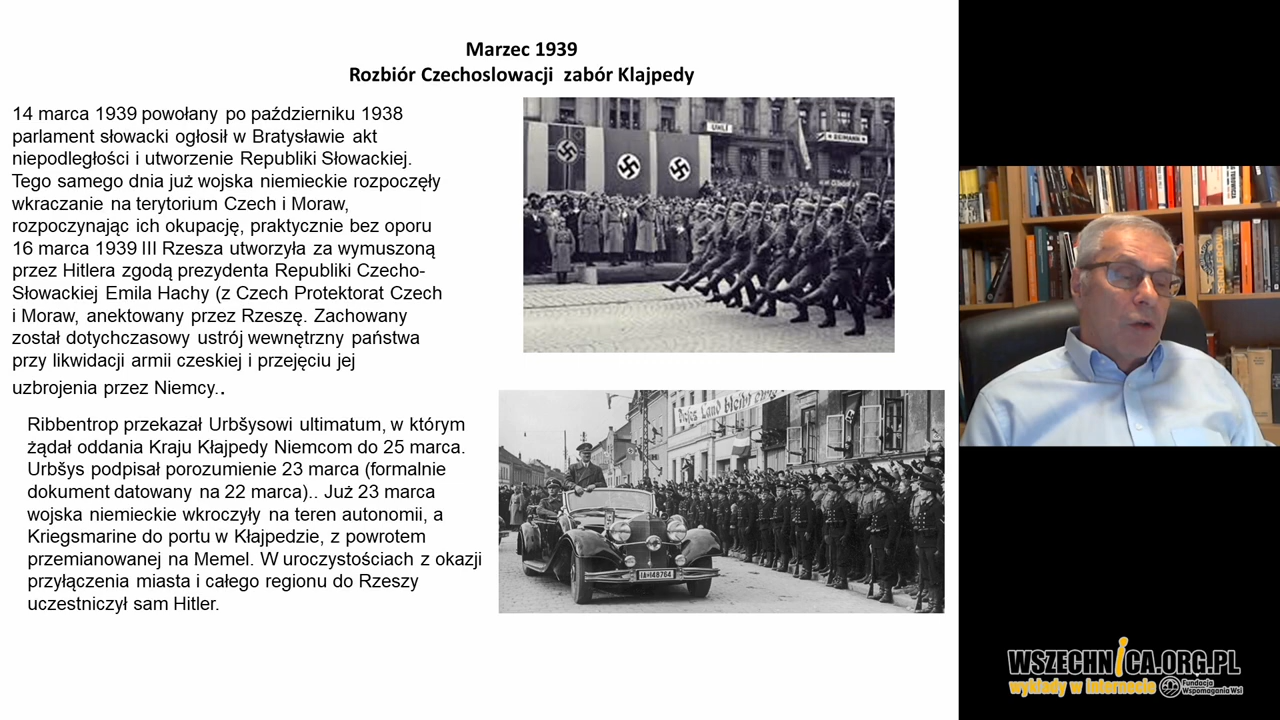 Marzec 1939
Rozbiór Czechoslowacji zabór Klajpedy
14 marca 1939 powołany po październiku 1938
parlament słowacki ogłosił w Bratysławie akt
niepodległości i utworzenie Republiki Słowackiej.
Tego samego dnia już wojska niemieckie rozpoczęły
wkraczanie na terytorium Czech i Moraw,
rozpoczynając ich okupację, praktycznie bez oporu
16 marca 1939 III Rzesza utworzyła za wymuszoną
przez Hitlera zgodą prezydenta Republiki Czecho-
Słowackiej Emila Hachy (z Czech Protektorat Czech
i Moraw, anektowany przez Rzeszę. Zachowany
został dotychczasowy ustrój wewnętrzny państwa
przy likwidacji armii czeskiej i przejęciu jej
uzbrojenia przez Niemcy..
Ribbentrop przekazał Urbšysowi ultimatum, w którym
żądał oddania Kraju Kłajpedy Niemcom do 25 marca.
Urbšys podpisał porozumienie 23 marca (formalnie
dokument datowany na 22 marca).. Już 23 marca
wojska niemieckie wkroczyły na teren autonomii, a
Kriegsmarine do portu w Kłajpedzie, z powrotem
przemianowanej na Memel. W uroczystościach z okazji
przyłączenia miasta i całego regionu do Rzeszy
uczestniczył sam Hitler.
UHLÍŘ
Land bleibt
IA-148764
WSZECHNICA.ORG.PL
wykłady w internecie
Fundacja
Wspomagania Wsi